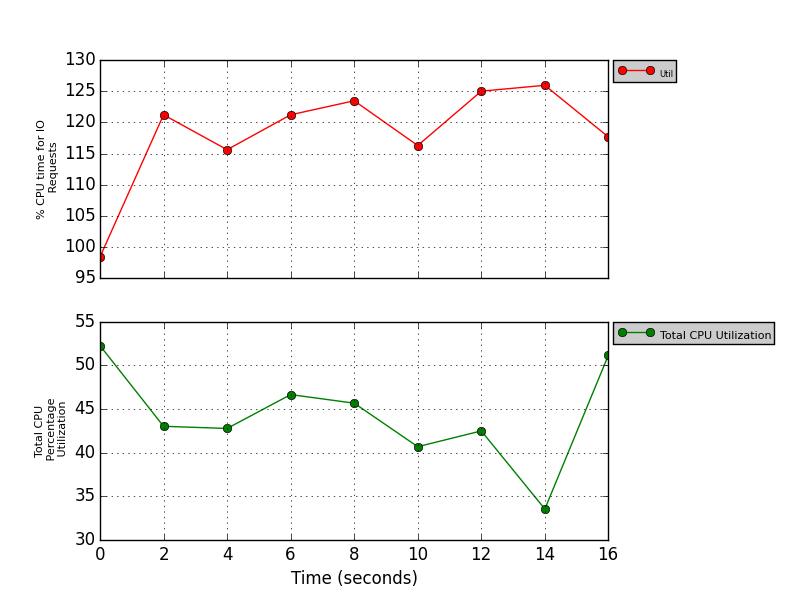 130
125
120
115
110
105
100
95
% CPU time for IO
Requests
Util
55
50
45
40
35
30
Total CPU
Percentage
Utilization
Total CPU Utilization
0 2 4 6 8 10 12 14 16
Time (seconds)